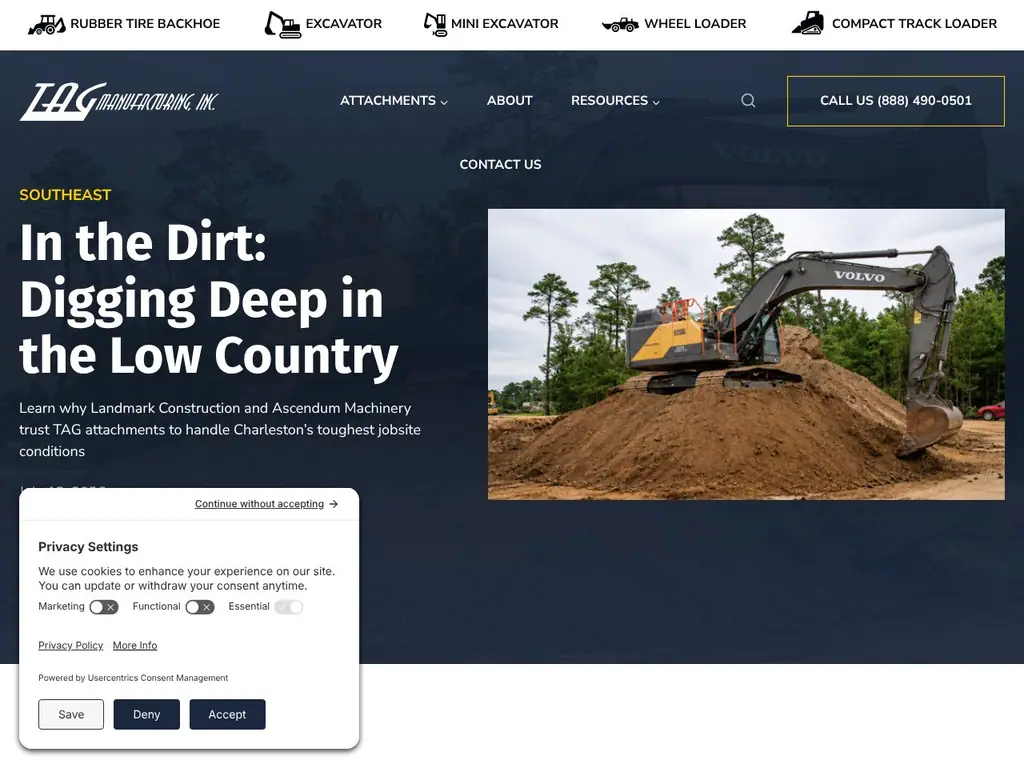 RUBBER TIRE BACKHOE
EXCAVATOR
MINI EXCAVATOR
WHEEL LOADER
COMPACT TRACK LOADER
TAG MANUFACTURING INC.
ATTACHMENTS
ABOUT
RESOURCES
CALL US (888) 490-0501
CONTACT US
SOUTHEAST
In the Dirt:
Digging Deep in
the Low Country
Learn why Landmark Construction and Ascendum Machinery
trust TAG attachments to handle Charleston's toughest jobsite
conditions
VOLVO
VOLVO
Continue without accepting →
Privacy Settings
We use cookies to enhance your experience on our site.
You can update or withdraw your consent anytime.
Marketing
Functional
Essential
Privacy Policy
More Info
Powered by Usercentrics Consent Management
Save
Deny
Accept